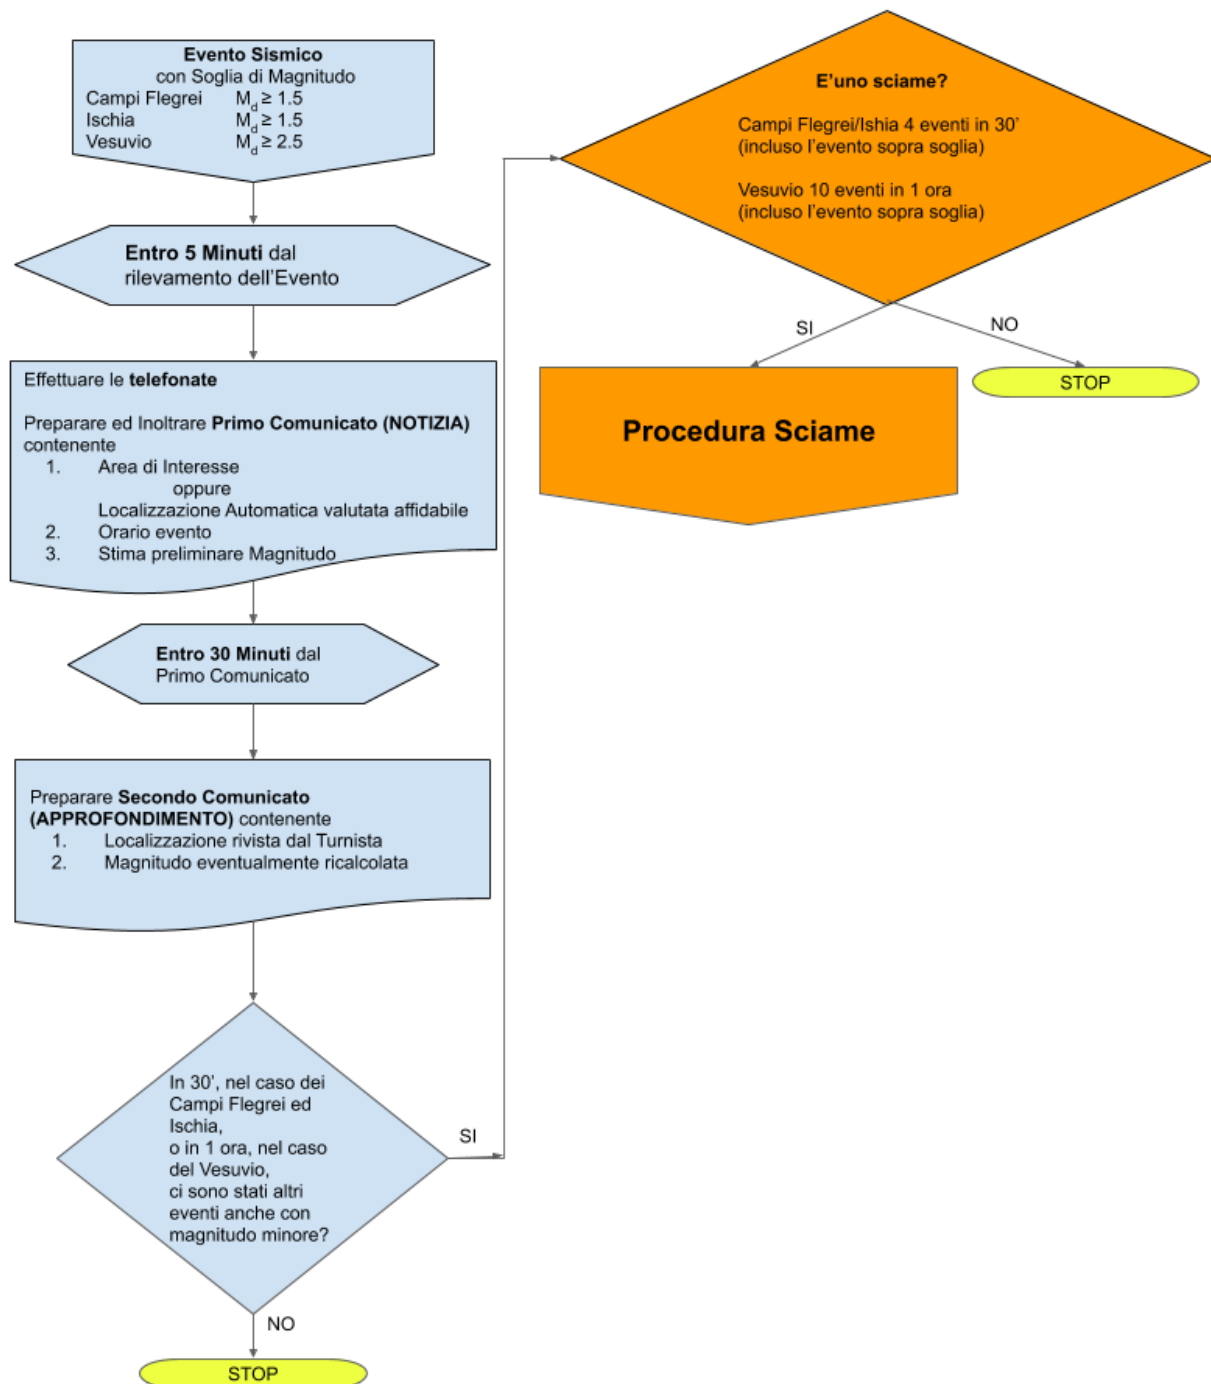 Evento Sismico
con Soglia di Magnitudo
Campi Flegrei Md ≥ 1.5
Ischia Md ≥ 1.5
Vesuvio Md ≥ 2.5
Entro 5 Minuti dal
rilevamento dell'Evento
Effettuare le telefonate
Preparare ed Inoltrare Primo Comunicato (NOTIZIA)
contenente
1. Area di Interesse
oppure
Localizzazione Automatica valutata affidabile
2. Orario evento
3. Stima preliminare Magnitudo
Entro 30 Minuti dal
Primo Comunicato
Preparare Secondo Comunicato
(APPROFONDIMENTO) contenente
1. Localizzazione rivista dal Turnista
2. Magnitudo eventualmente ricalcolata
In 30', nel caso dei
Campi Flegrei ed
Ischia,
o in 1 ora, nel caso
del Vesuvio,
ci sono stati altri
eventi anche con
magnitudo minore?
SI
NO
STOP
E'uno sciame?
Campi Flegrei/Ishia 4 eventi in 30'
(incluso l'evento sopra soglia)
Vesuvio 10 eventi in 1 ora
(incluso l'evento sopra soglia)
SI
NO
Procedura Sciame
STOP